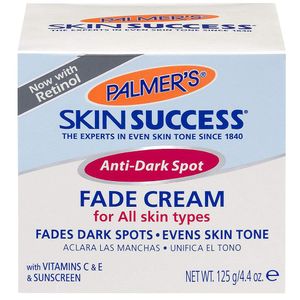 Now with
Retinol
PALMER'S®
SKIN SUCCESS®
THE EXPERTS IN EVEN SKIN TONE SINCE 1840
Anti-Dark Spot
FADE CREAM
for All skin types
FADES DARK SPOTS • EVENS SKIN TONE
ACLARA LAS MANCHAS • UNIFICA EL TONO
with VITAMINS C & E
& SUNSCREEN
NET WT. 125 g/4.4 oz.